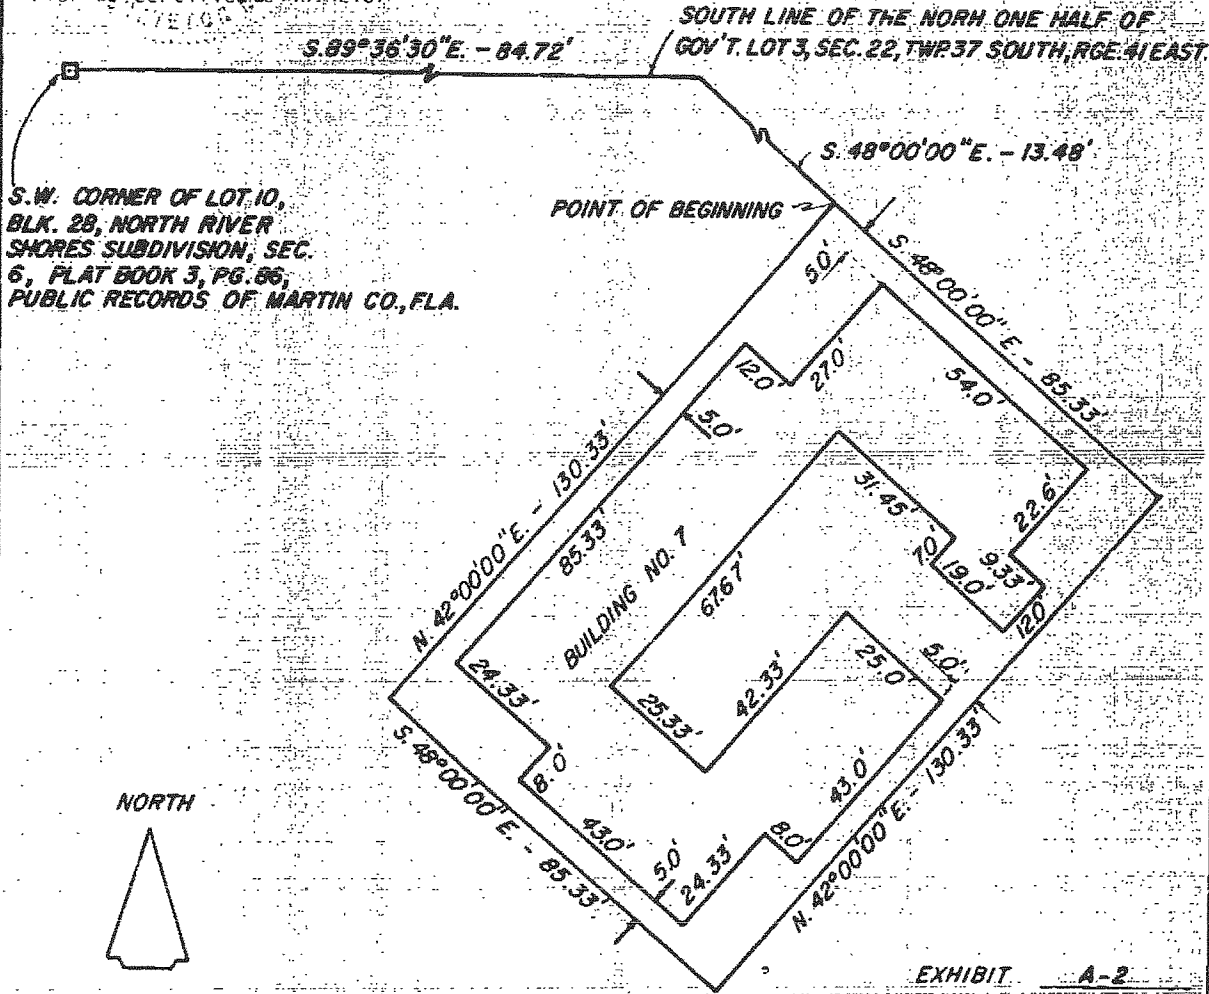 SOUTH LINE OF THE NORH ONE HALF OF
GOV'T. LOT 3, SEC. 22, TWP. 37 SOUTH, RGE. 41 EAST.
S. 89° 36' 30" E. - 84.72'
S. 48° 00' 00" E. - 13.48'
S.W. CORNER OF LOT 10,
BLK. 28, NORTH RIVER
SHORES SUBDIVISION, SEC.
6, PLAT BOOK 3, PG. 86,
PUBLIC RECORDS OF MARTIN CO., FLA.
POINT OF BEGINNING
5.0'
S. 48° 00' 00" E. - 85.33'
12.0'
27.0'
54.0'
5.0'
N. 42° 00' 00" E. - 130.33'
85.33'
BUILDING NO. 7
67.67'
31.45'
7.0'
19.0'
22.6'
9.33'
12.0'
5.0'
25.0'
42.33'
25.33'
24.33'
8.0'
43.0'
5.0'
24.33'
8.0'
43.0'
S. 48° 00' 00" E. - 85.33'
N. 42° 00' 00" E. - 130.33'
NORTH
EXHIBIT A-2